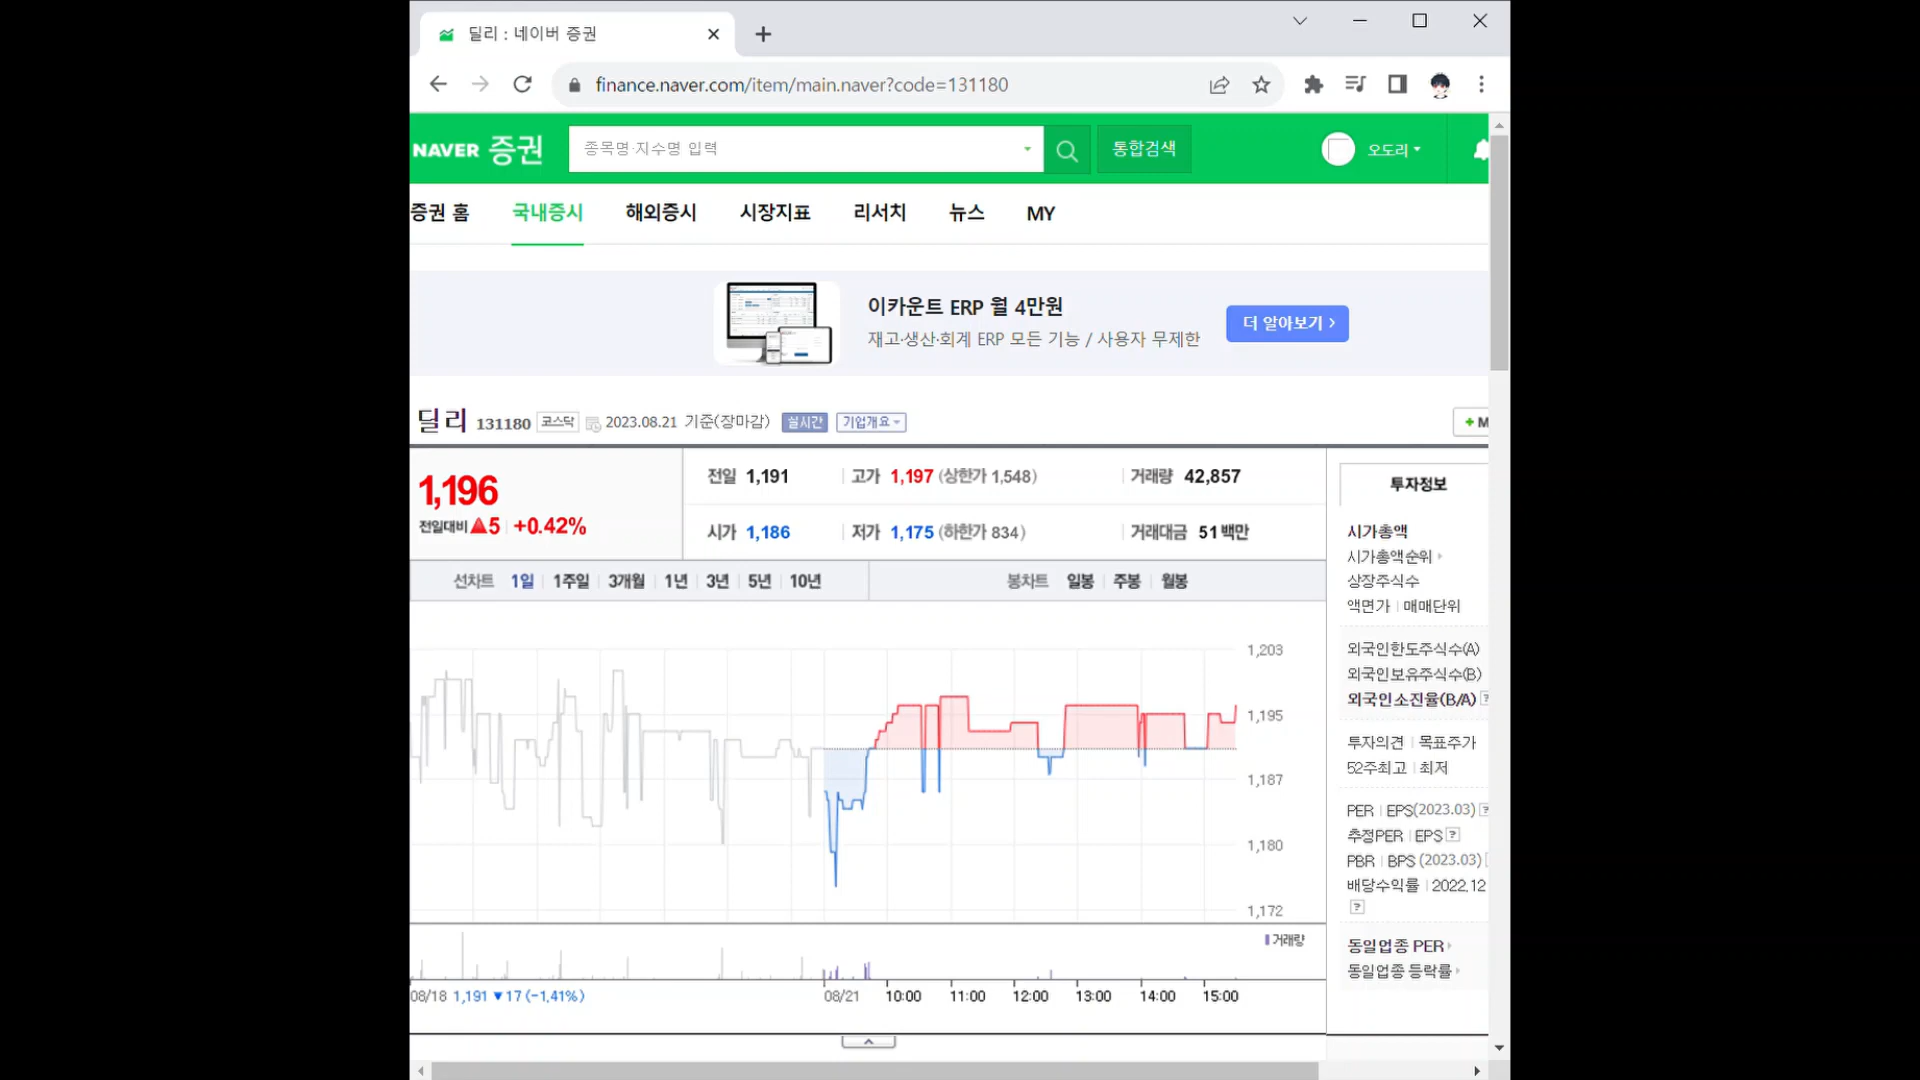 딜리 : 네이버 증권
finance.naver.com/item/main.naver?code=131180
NAVER 증권 종목명·지수명 입력 통합검색 오도리
증권 홈 국내증시 해외증시 시장지표 리서치 뉴스 MY
이카운트 ERP 월 4만원
재고·생산·회계 ERP 모든 기능 / 사용자 무제한
더 알아보기 >
딜리 131180 코스닥 2023.08.21 기준(장마감) 실시간 기업개요
+ M
1,196
전일대비 ▲5 +0.42%
전일 1,191 고가 1,197 (상한가 1,548) 거래량 42,857
시가 1,186 저가 1,175 (하한가 834) 거래대금 51 백만
선차트 1일 1주일 3개월 1년 3년 5년 10년 봉차트 일봉 주봉 월봉
1,203
1,195
1,187
1,180
1,172
거래량
08/18 1,191 ▼17 (-1.41%) 08/21 10:00 11:00 12:00 13:00 14:00 15:00
투자정보
시가총액
시가총액순위
상장주식수
액면가 | 매매단위
외국인한도주식수(A)
외국인보유주식수(B)
외국인소진율(B/A) ?
투자의견 | 목표주가
52주최고 | 최저
PER | EPS(2023.03) ?
추정PER | EPS ?
PBR | BPS (2023.03)
배당수익률 | 2022.12
?
동일업종 PER
동일업종 등락률